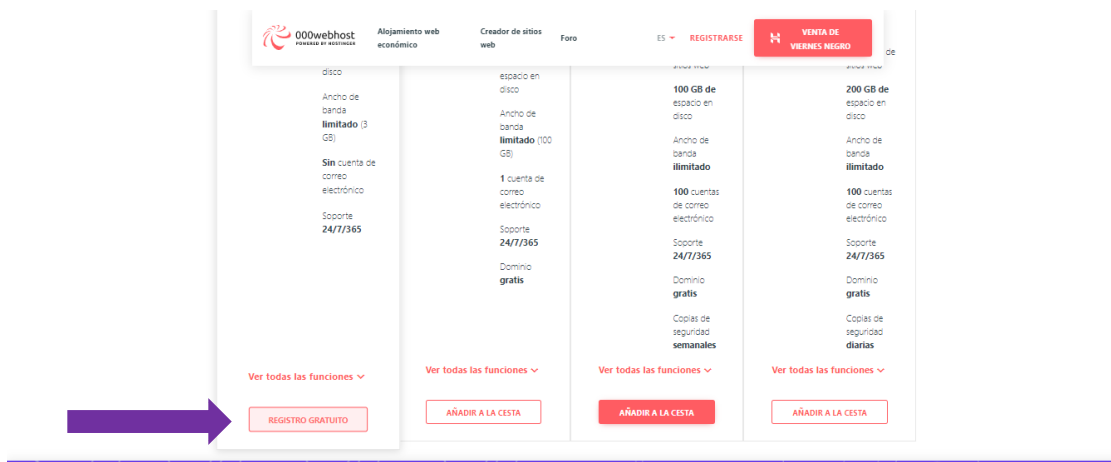 000webhost
POWERED BY HOSTINGER
Alojamiento web
económico
Creador de sitios
web
Foro
ES
REGISTRARSE
VENTA DE
VIERNES NEGRO
disco
Ancho de
banda
limitado (3
GB)
Sin cuenta de
correo
electrónico
Soporte
24/7/365
Ver todas las funciones
REGISTRO GRATUITO
espacio en
disco
Ancho de
banda
limitado (100
GB)
1 cuenta de
correo
electrónico
Soporte
24/7/365
Dominio
gratis
Ver todas las funciones
AÑADIR A LA CESTA
sitios web
100 GB de
espacio en
disco
Ancho de
banda
ilimitado
100 cuentas
de correo
electrónico
Soporte
24/7/365
Dominio
gratis
Copias de
seguridad
semanales
Ver todas las funciones
AÑADIR A LA CESTA
de
sitios web
200 GB de
espacio en
disco
Ancho de
banda
ilimitado
100 cuentas
de correo
electrónico
Soporte
24/7/365
Dominio
gratis
Copias de
seguridad
diarias
Ver todas las funciones
AÑADIR A LA CESTA